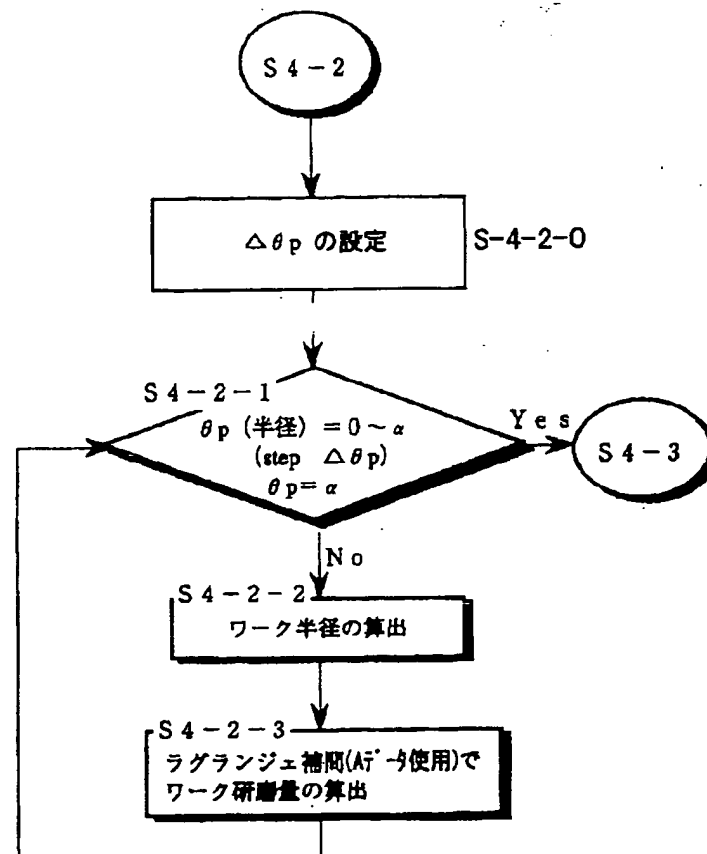 S4-2
△θpの設定
S-4-2-0
S4-2-1
θp(半径)=0~α
(step △θp)
θp=α
Yes
S4-3
No
S4-2-2
ワーク半径の算出
S4-2-3
ラグランジェ補間(Aデータ使用)で
ワーク研磨量の算出